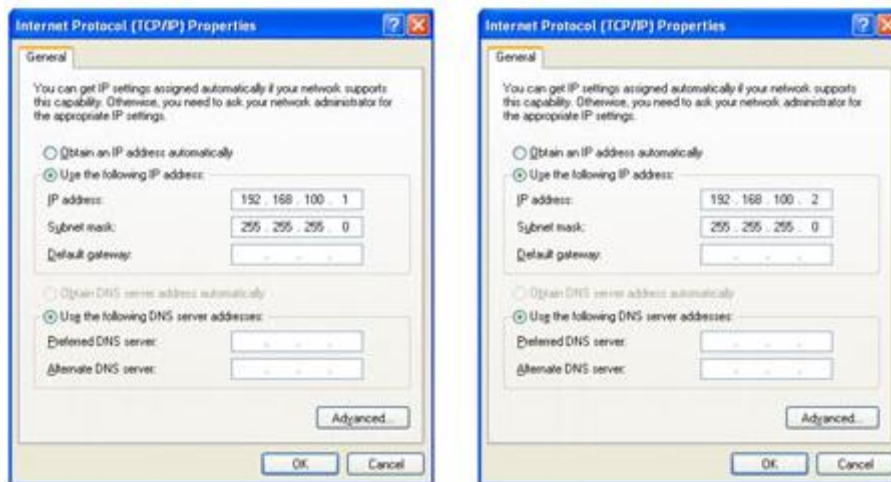 Internet Protocol (TCP/IP) Properties
General
You can get IP settings assigned automatically if your network supports
this capability. Otherwise, you need to ask your network administrator for
the appropriate IP settings.
Obtain an IP address automatically
Use the following IP address:
IP address: 192 . 168 . 100 . 1
Subnet mask: 255 . 255 . 255 . 0
Default gateway: . . .
Obtain DNS server address automatically
Use the following DNS server addresses:
Preferred DNS server: . . .
Alternate DNS server: . . .
Advanced...
OK Cancel
Internet Protocol (TCP/IP) Properties
General
You can get IP settings assigned automatically if your network supports
this capability. Otherwise, you need to ask your network administrator for
the appropriate IP settings.
Obtain an IP address automatically
Use the following IP address:
IP address: 192 . 168 . 100 . 2
Subnet mask: 255 . 255 . 255 . 0
Default gateway: . . .
Obtain DNS server address automatically
Use the following DNS server addresses:
Preferred DNS server: . . .
Alternate DNS server: . . .
Advanced...
OK Cancel